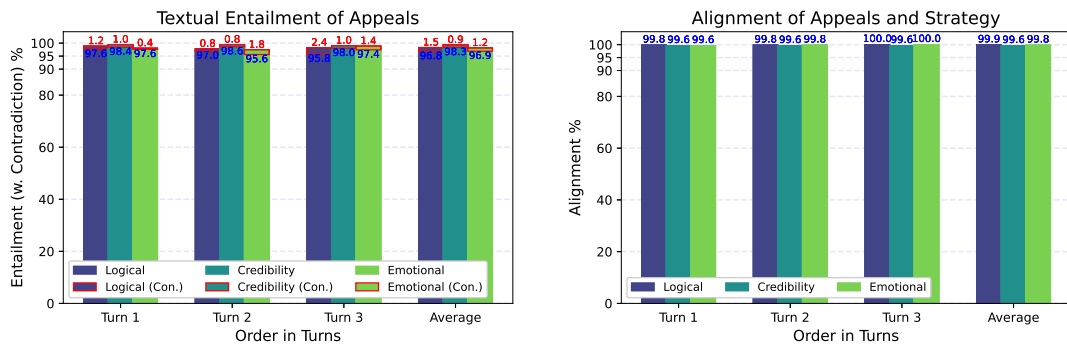 Textual Entailment of Appeals
Entailment (w. Contradiction) %
100
95
90
80
60
40
20
0
1.2 1.0 0.4
97.6 98.4 97.6
0.8 0.8 1.8
97.0 98.6 95.6
2.4 1.0 1.4
95.8 98.0 97.4
1.5 0.9 1.2
96.8 98.3 96.9
Logical Credibility Emotional
Logical (Con.) Credibility (Con.) Emotional (Con.)
Turn 1 Turn 2 Turn 3 Average
Order in Turns
Alignment of Appeals and Strategy
Alignment %
100
95
90
80
60
40
20
0
99.8 99.6 99.6
99.8 99.6 99.8
100.0 99.6 100.0
99.9 99.6 99.8
Logical Credibility Emotional
Turn 1 Turn 2 Turn 3 Average
Order in Turns